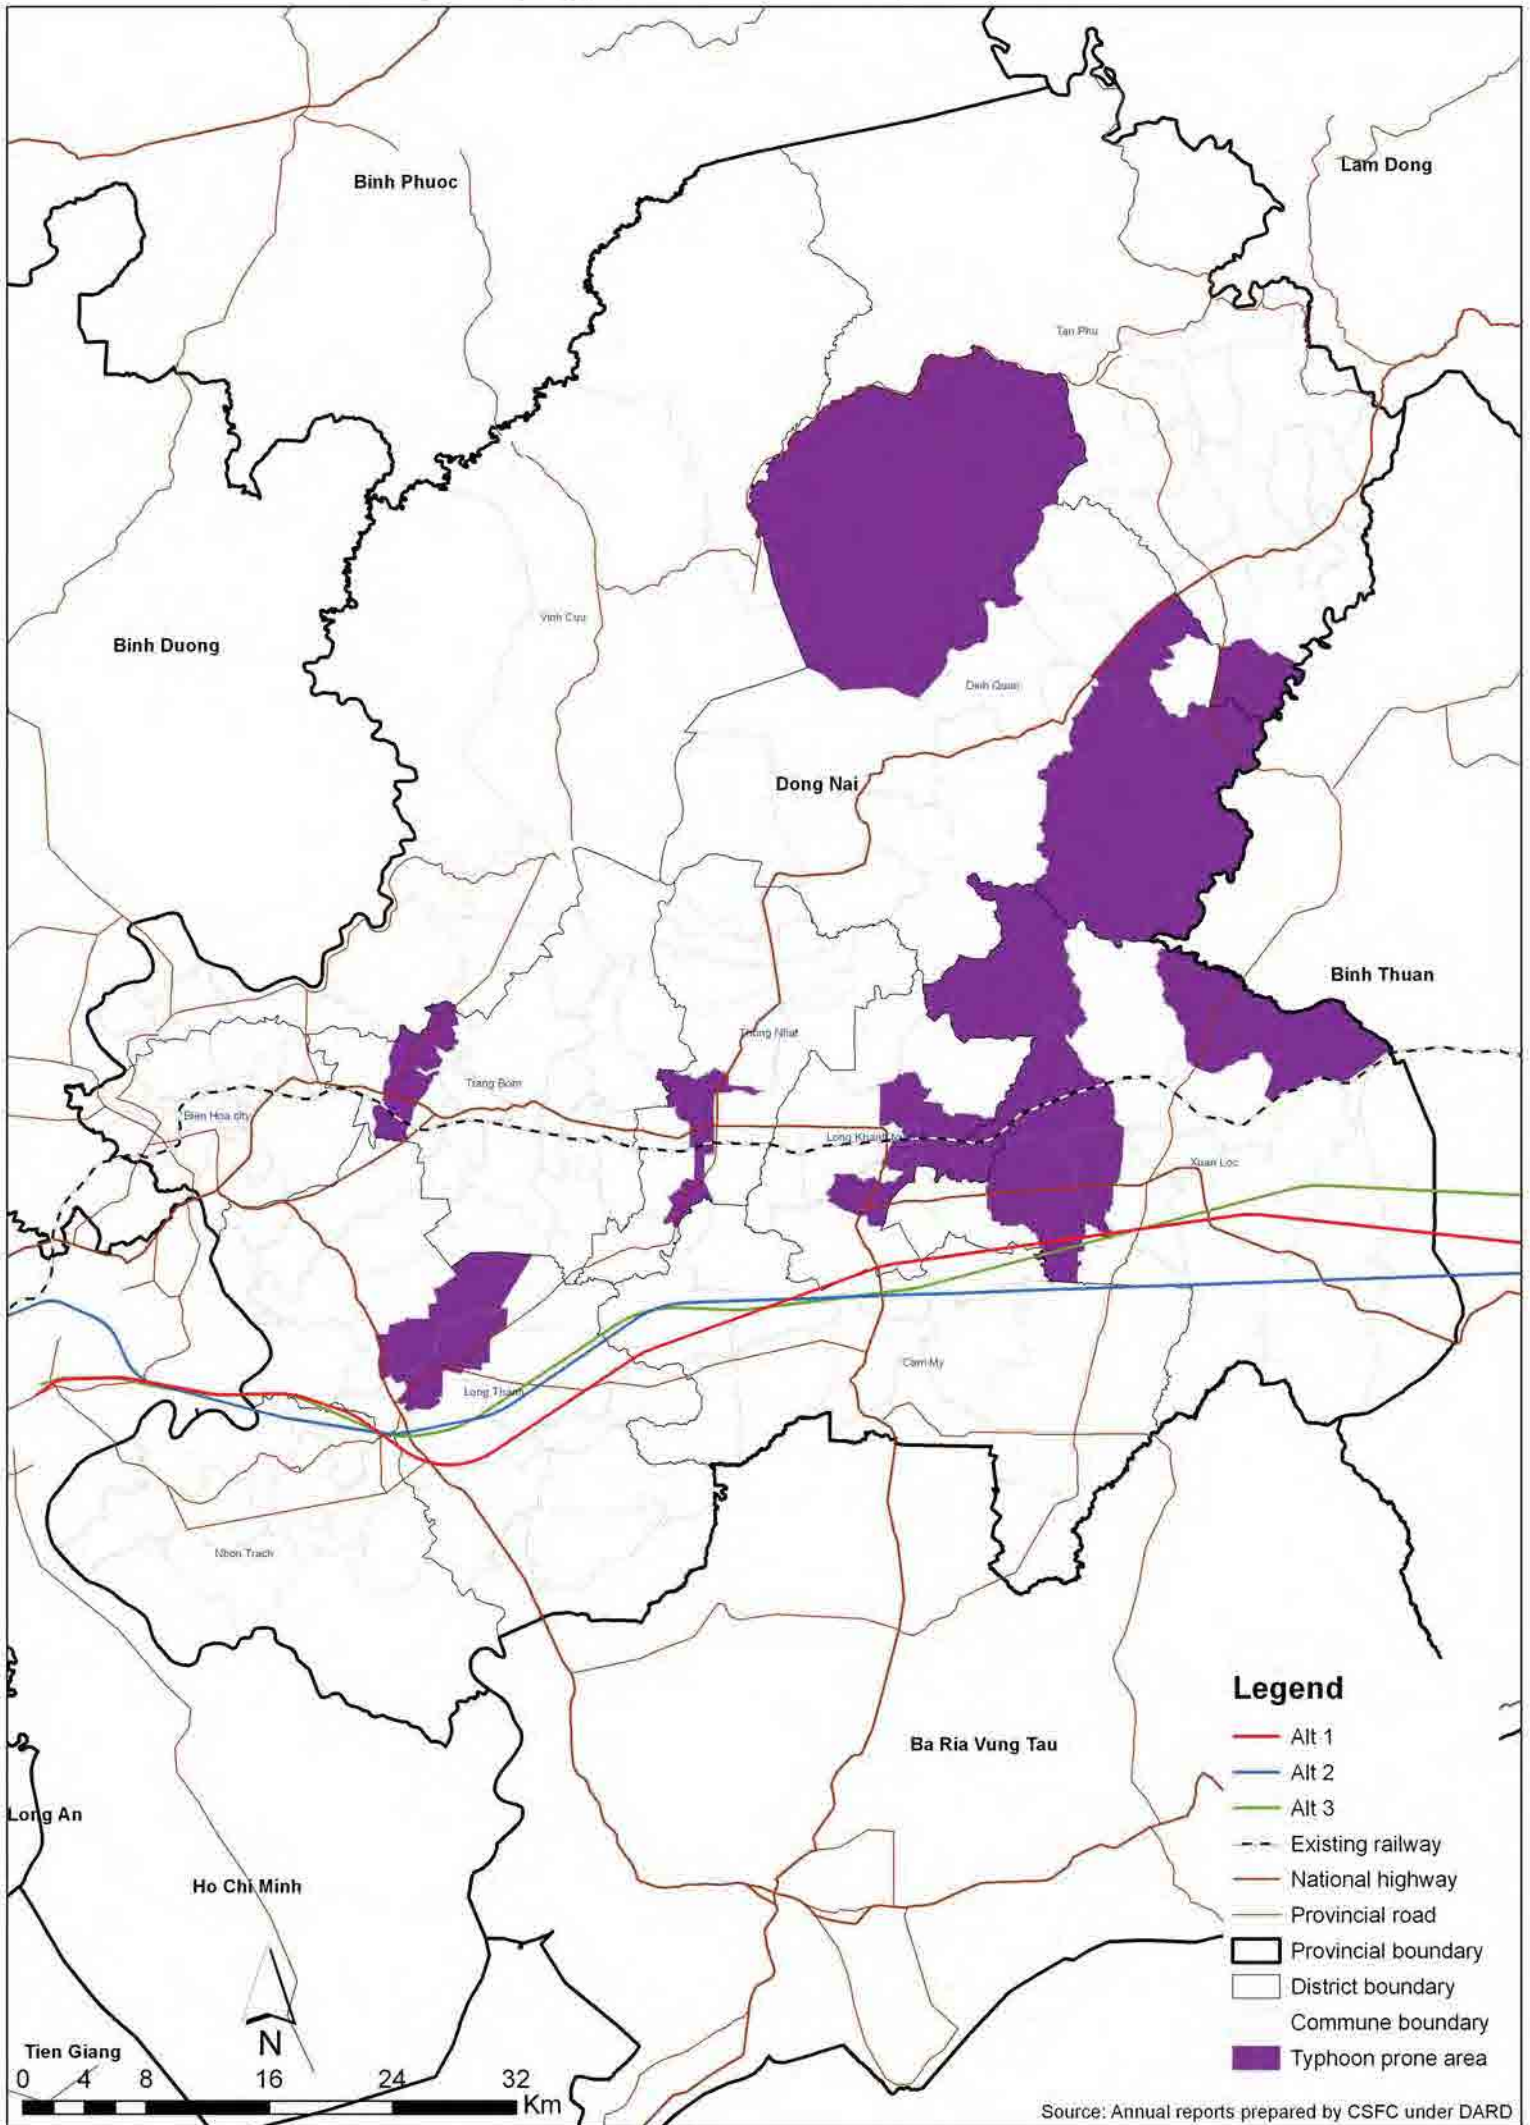 Lam Dong
Binh Phuoc
Tan Phu
Vinh Cuu
Binh Duong
Dinh Quan
Dong Nai
Binh Thuan
Thong Nhat
Trang Bom
Bien Hoa city
Long Khanh to
Xuan Loc
Cam My
Long Thanh
Nhon Trach
Legend
Alt 1
Alt 2
Alt 3
Existing railway
National highway
Provincial road
Provincial boundary
District boundary
Commune boundary
Typhoon prone area
Ba Ria Vung Tau
Long An
Ho Chi Minh
N
Tien Giang
0 4 8 16 24 32
Km
Source: Annual reports prepared by CSFC under DARD